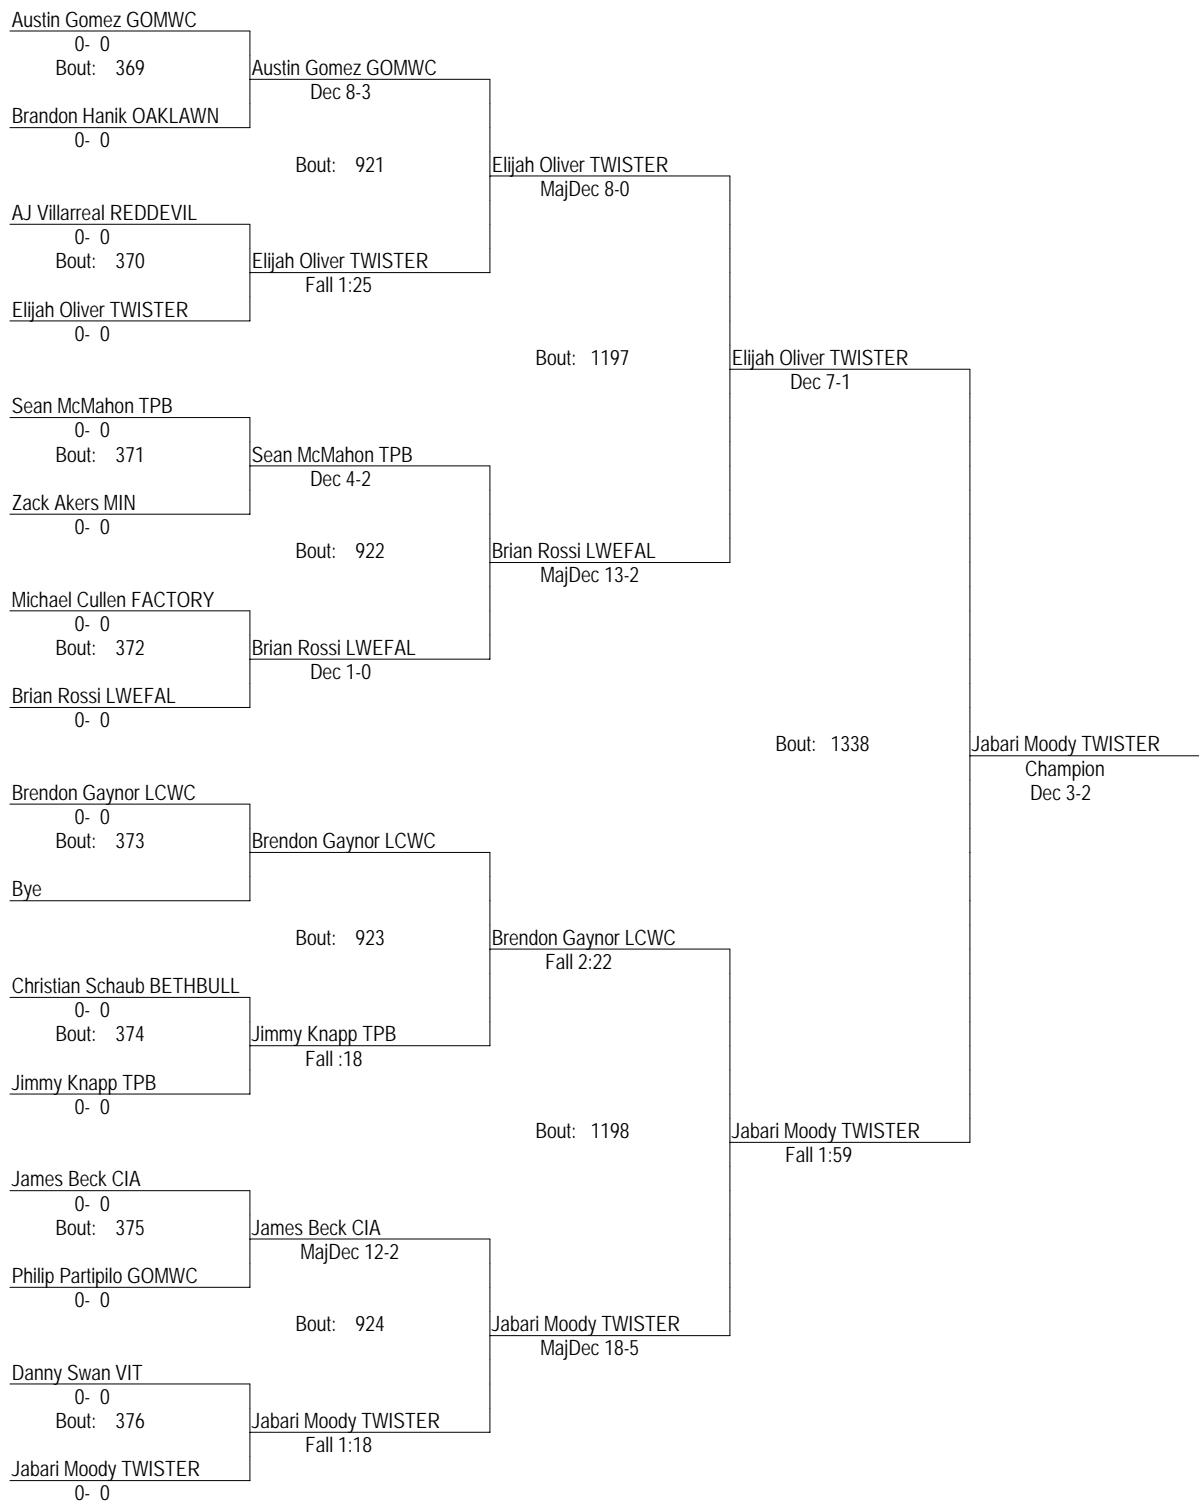 Austin Gomez GOMWC
0- 0
Bout: 369
Austin Gomez GOMWC
Dec 8-3
Brandon Hanik OAKLAWN
0- 0
Bout: 921
Elijah Oliver TWISTER
MajDec 8-0
AJ Villarreal REDDEVIL
0- 0
Bout: 370
Elijah Oliver TWISTER
Fall 1:25
Elijah Oliver TWISTER
0- 0
Bout: 1197
Elijah Oliver TWISTER
Dec 7-1
Sean McMahon TPB
0- 0
Bout: 371
Sean McMahon TPB
Dec 4-2
Zack Akers MIN
0- 0
Bout: 922
Brian Rossi LWEFAL
MajDec 13-2
Michael Cullen FACTORY
0- 0
Bout: 372
Brian Rossi LWEFAL
Dec 1-0
Brian Rossi LWEFAL
0- 0
Bout: 1338
Jabari Moody TWISTER
Champion
Dec 3-2
Brendon Gaynor LCWC
0- 0
Bout: 373
Brendon Gaynor LCWC
Bye
Bout: 923
Brendon Gaynor LCWC
Fall 2:22
Christian Schaub BETHBULL
0- 0
Bout: 374
Jimmy Knapp TPB
Fall :18
Jimmy Knapp TPB
0- 0
Bout: 1198
Jabari Moody TWISTER
Fall 1:59
James Beck CIA
0- 0
Bout: 375
James Beck CIA
MajDec 12-2
Philip Partipilo GOMWC
0- 0
Bout: 924
Jabari Moody TWISTER
MajDec 18-5
Danny Swan VIT
0- 0
Bout: 376
Jabari Moody TWISTER
Fall 1:18
Jabari Moody TWISTER
0- 0